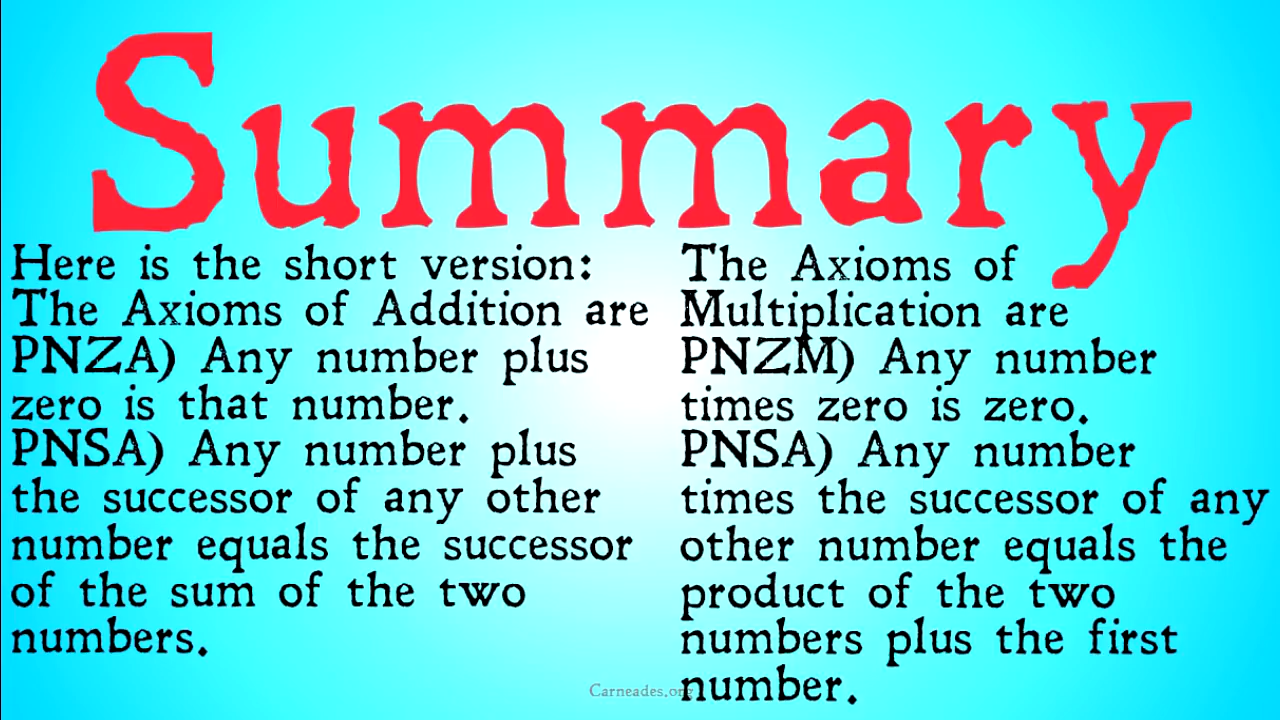 Summary
Here is the short version:
The Axioms of Addition are
PNZA) Any number plus
zero is that number.
PNSA) Any number plus
the successor of any other
number equals the successor
of the sum of the two
numbers.
The Axioms of
Multiplication are
PNZM) Any number
times zero is zero.
PNSA) Any number
times the successor of any
other number equals the
product of the two
numbers plus the first
number.
Carneades.org